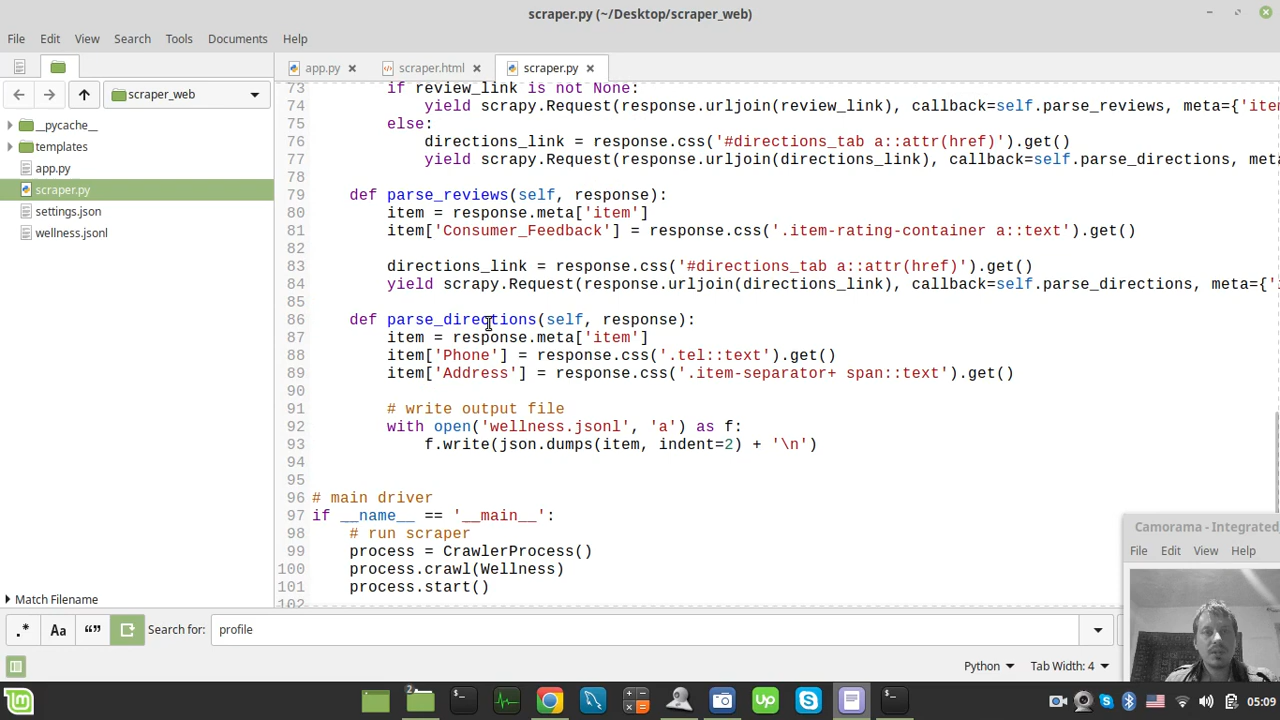 scraper.py (~/Desktop/scraper_web)
File Edit View Search Tools Documents Help
app.py scraper.html scraper.py
scraper_web
__pycache__
templates
app.py
scraper.py
settings.json
wellness.jsonl
Match Filename
73 if review_link is not None:
74 yield scrapy.Request(response.urljoin(review_link), callback=self.parse_reviews, meta={'item
75 else:
76 directions_link = response.css('#directions_tab a::attr(href)').get()
77 yield scrapy.Request(response.urljoin(directions_link), callback=self.parse_directions, meta
78
79 def parse_reviews(self, response):
80 item = response.meta['item']
81 item['Consumer_Feedback'] = response.css('.item-rating-container a::text').get()
82
83 directions_link = response.css('#directions_tab a::attr(href)').get()
84 yield scrapy.Request(response.urljoin(directions_link), callback=self.parse_directions, meta={'i
85
86 def parse_directions(self, response):
87 item = response.meta['item']
88 item['Phone'] = response.css('.tel::text').get()
89 item['Address'] = response.css('.item-separator+ span::text').get()
90
91 # write output file
92 with open('wellness.jsonl', 'a') as f:
93 f.write(json.dumps(item, indent=2) + '\n')
94
95
96 # main driver
97 if __name__ == '__main__':
98 # run scraper
99 process = CrawlerProcess()
100 process.crawl(Wellness)
101 process.start()
102
Camorama - Integrated
File Edit View Help
.* Aa “” Search for: profile
Python Tab Width: 4
2 >_ Up >_ 05:09